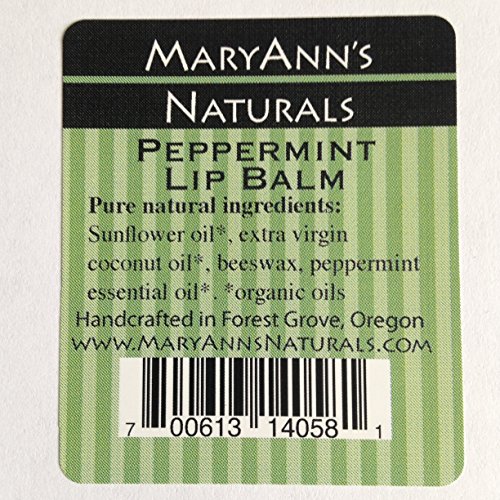 MARYANN'S
NATURALS
PEPPERMINT
LIP BALM
Pure natural ingredients:
Sunflower oil*, extra virgin
coconut oil*, beeswax, peppermint
essential oil*. *organic oils
Handcrafted in Forest Grove, Oregon
WWW.MARYANNSNATURALS.COM
7 00613 14058 1